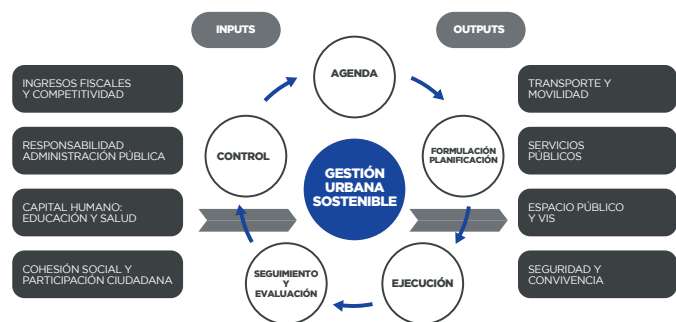 INPUTS
OUTPUTS
INGRESOS FISCALES
Y COMPETITIVIDAD
RESPONSABILIDAD
ADMINISTRACIÓN PÚBLICA
CAPITAL HUMANO:
EDUCACIÓN Y SALUD
COHESIÓN SOCIAL Y
PARTICIPACIÓN CIUDADANA
AGENDA
FORMULACIÓN
PLANIFICACIÓN
EJECUCIÓN
SEGUIMIENTO
Y
EVALUACIÓN
CONTROL
GESTIÓN
URBANA
SOSTENIBLE
TRANSPORTE Y
MOVILIDAD
SERVICIOS
PÚBLICOS
ESPACIO PÚBLICO
Y VIS
SEGURIDAD Y
CONVIVENCIA